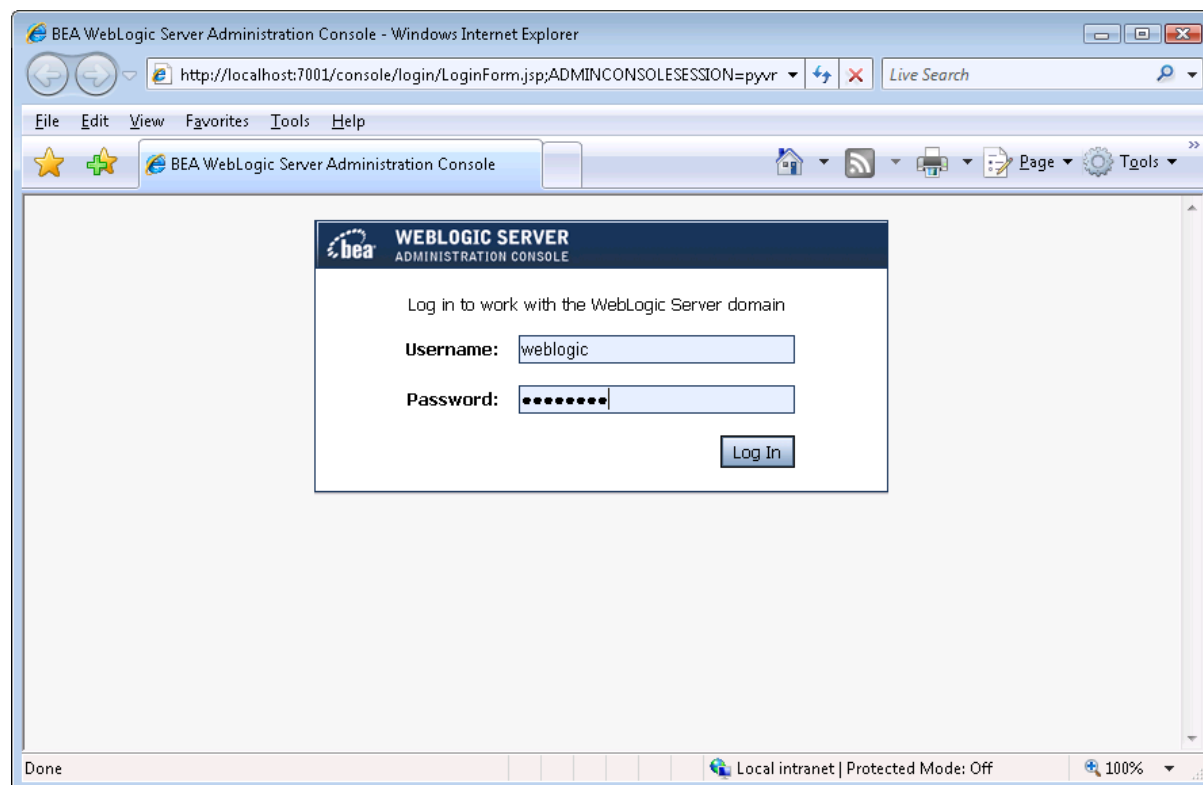 BEA WebLogic Server Administration Console - Windows Internet Explorer
http://localhost:7001/console/login/LoginForm.jsp;ADMINCONSOLESESSION=pyvr
Live Search
File Edit View Favorites Tools Help
BEA WebLogic Server Administration Console
Page Tools
bea WEBLOGIC SERVER
ADMINISTRATION CONSOLE
Log in to work with the WebLogic Server domain
Username: weblogic
Password: ●●●●●●●●
Log In
Done
Local intranet | Protected Mode: Off
100%